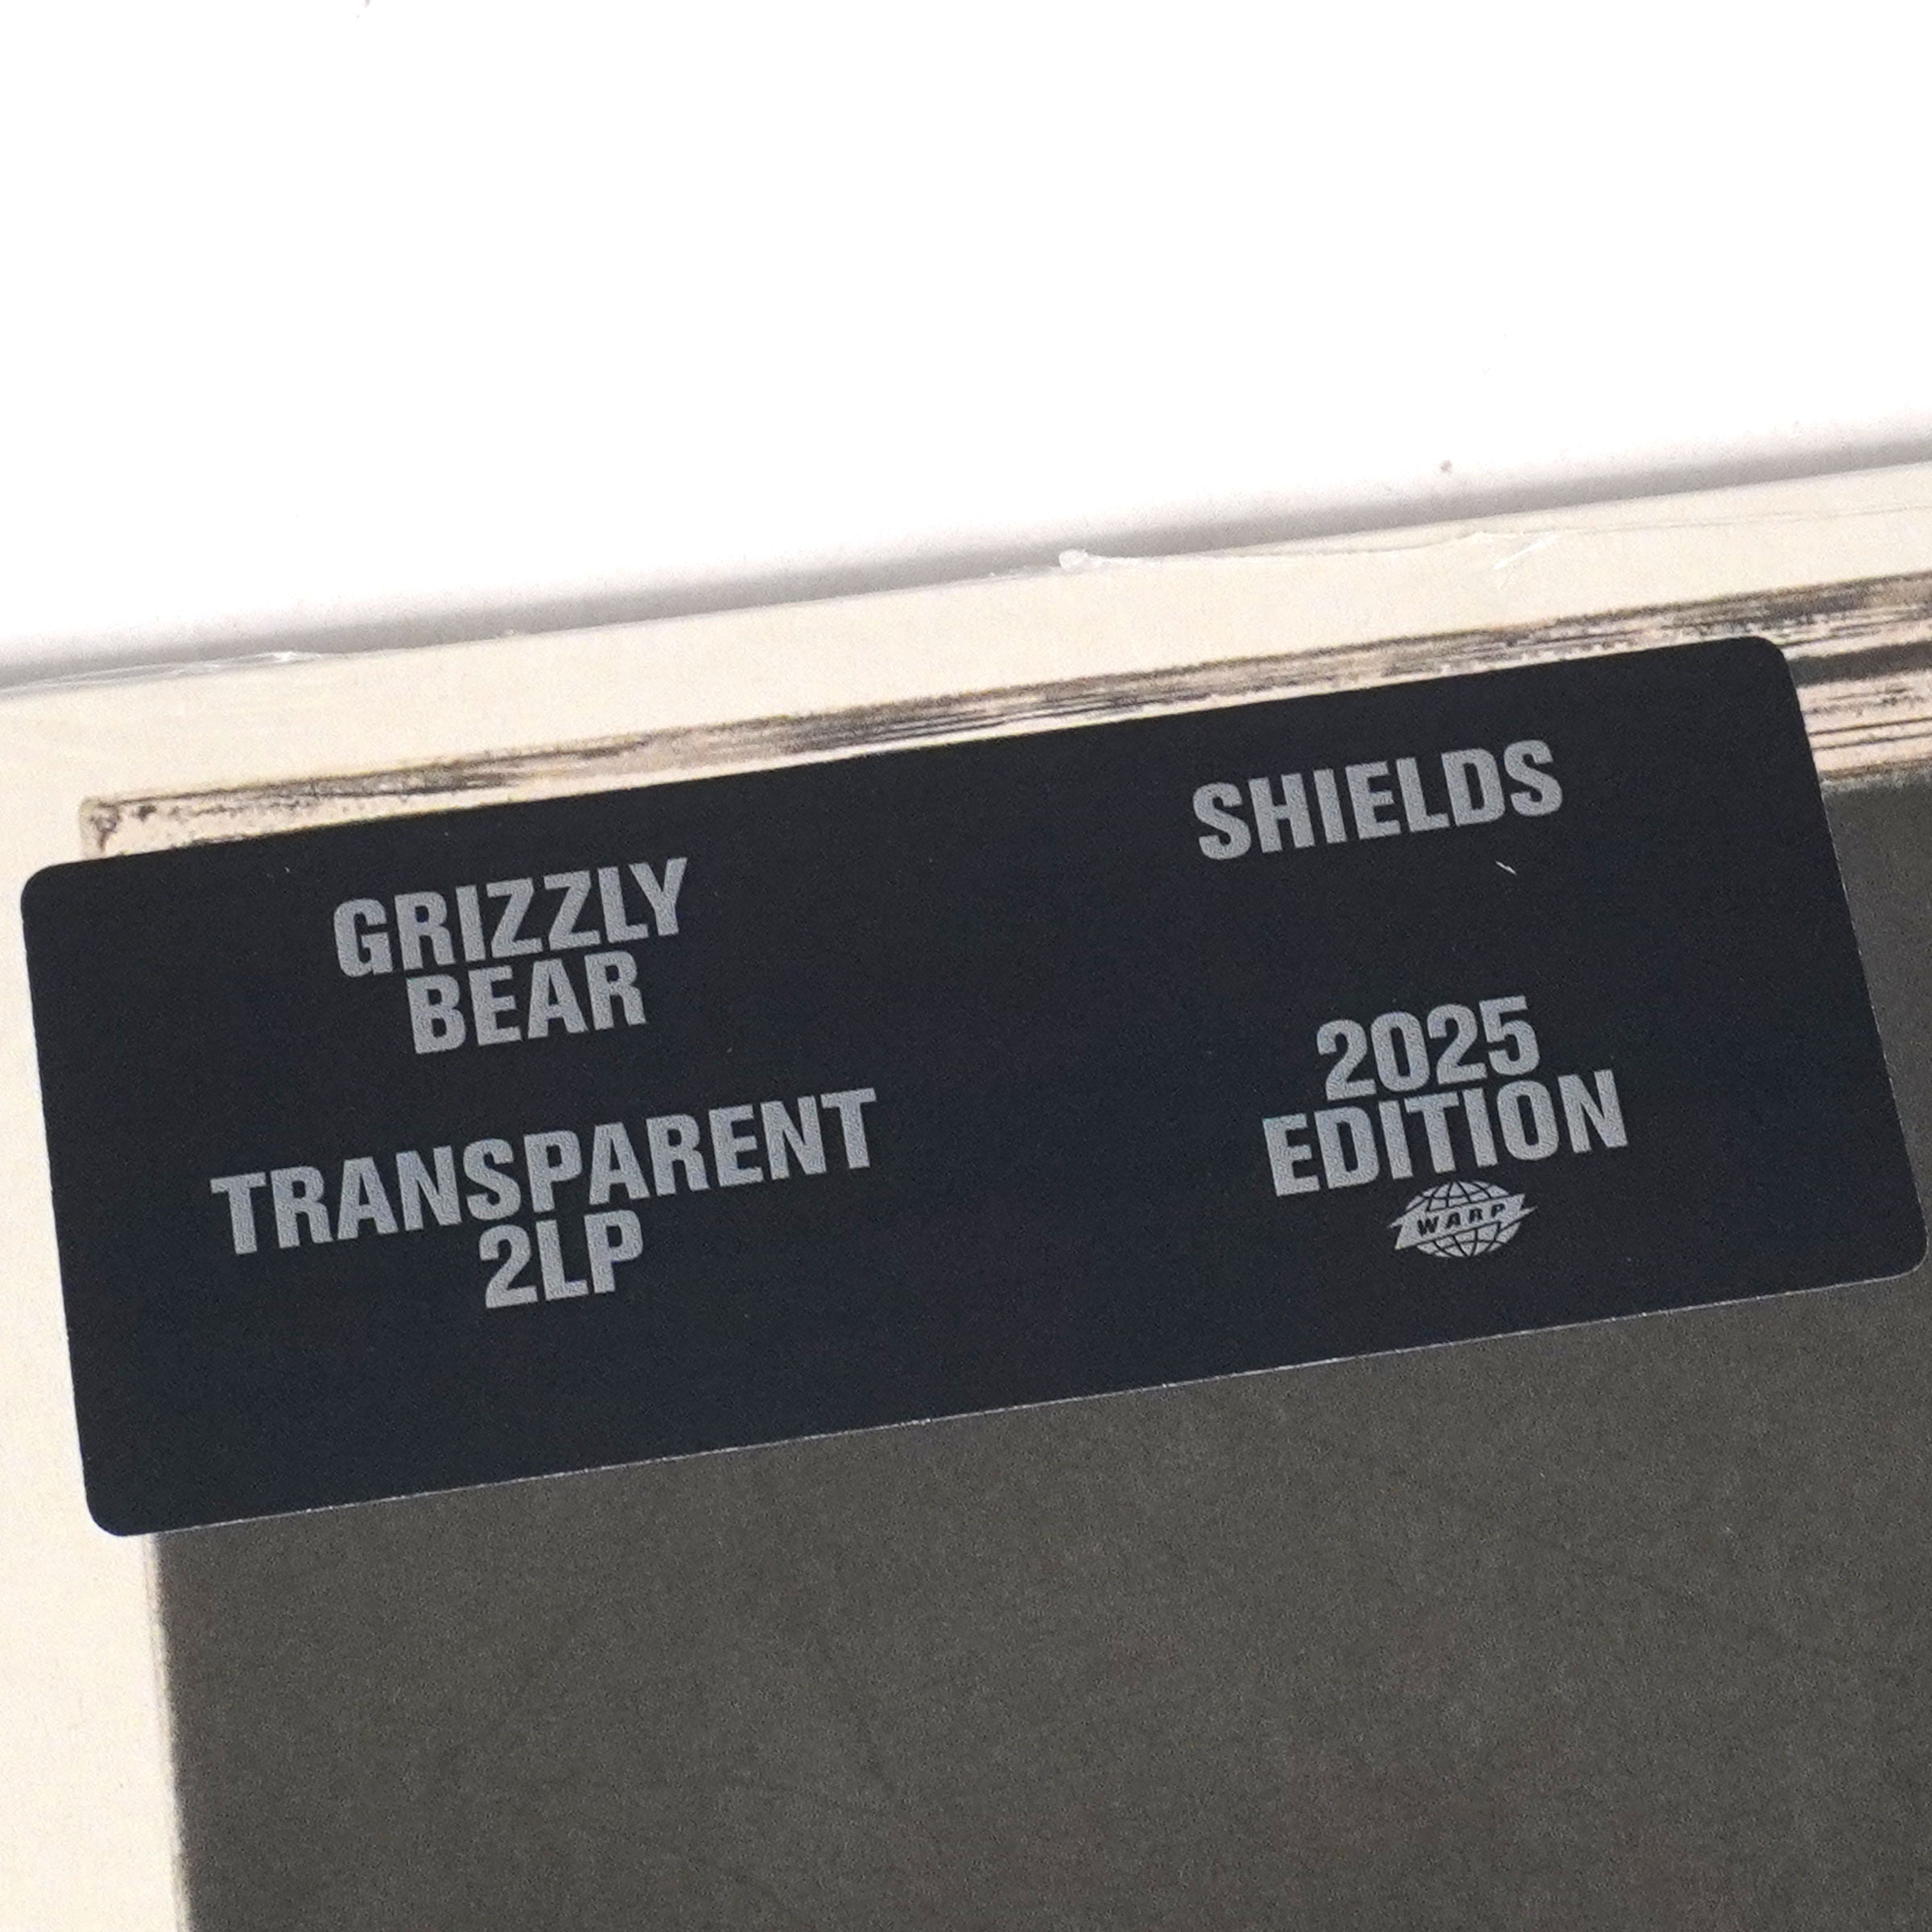 GRIZZLY
BEAR
SHIELDS
TRANSPARENT
2LP
2025
EDITION
WARP